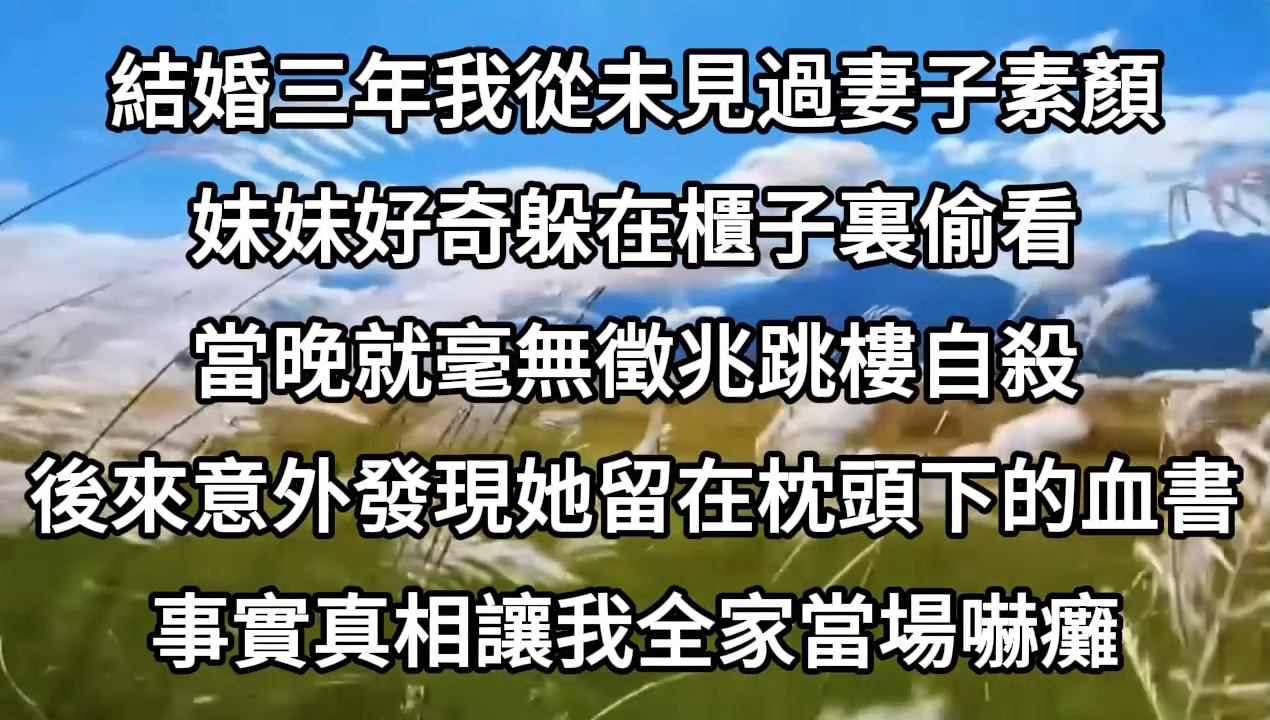 結婚三年我從未見過妻子素顏
妹妹好奇躲在櫃子裏偷看
當晚就毫無徵兆跳樓自殺
後來意外發現她留在枕頭下的血書
事實真相讓我全家當場嚇癱